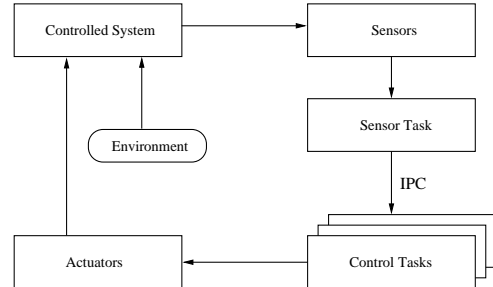 Controlled System
Sensors
Sensor Task
Environment
IPC
Actuators
Control Tasks